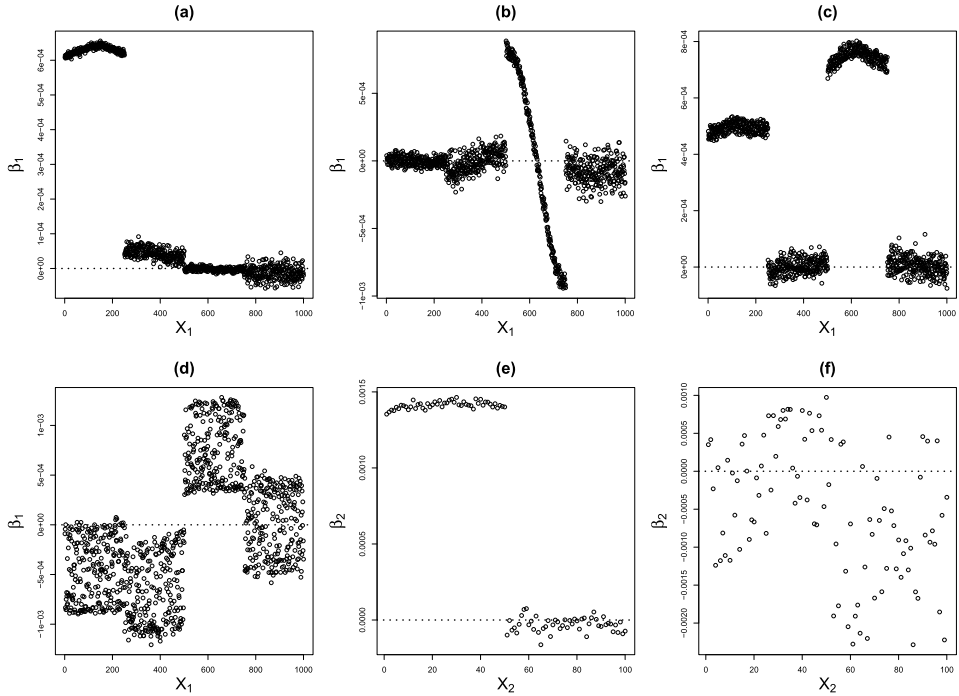 (a)
β1
6e−04
5e−04
4e−04
3e−04
2e−04
1e−04
0e+00
0 200 400 600 800 1000
X1
(b)
β1
5e−04
0e+00
−5e−04
−1e−03
0 200 400 600 800 1000
X1
(c)
β1
8e−04
6e−04
4e−04
2e−04
0e+00
0 200 400 600 800 1000
X1
(d)
β1
1e−03
5e−04
0e+00
−5e−04
−1e−03
0 200 400 600 800 1000
X1
(e)
β2
0.0015
0.0010
0.0005
0.0000
0 20 40 60 80 100
X2
(f)
β2
0.0010
0.0005
0.0000
−0.0005
−0.0010
−0.0015
−0.0020
0 20 40 60 80 100
X2